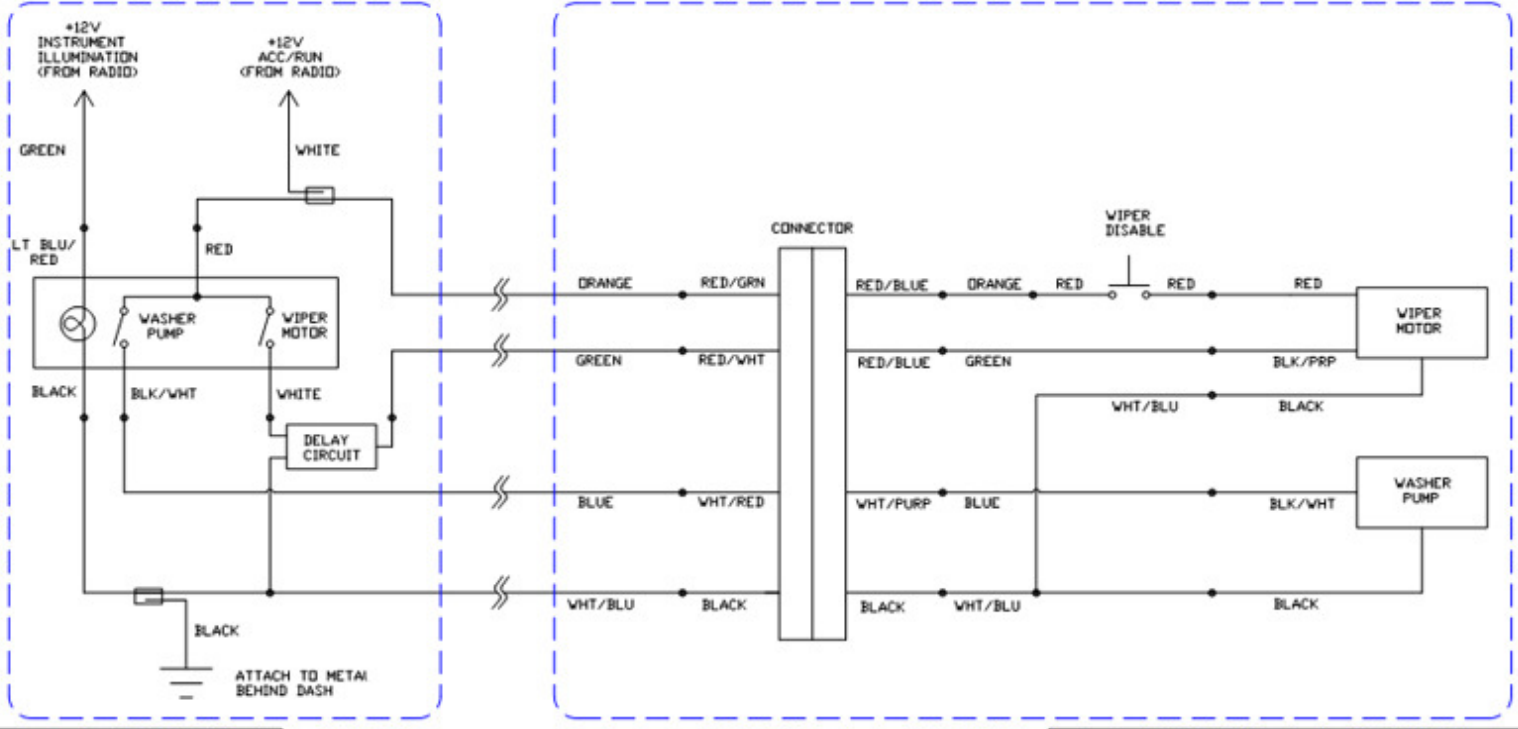 +12V
INSTRUMENT
ILLUMINATION
(FROM RADIO)
+12V
ACC/RUN
(FROM RADIO)
GREEN
WHITE
LT BLU/
RED
RED
WASHER
PUMP
WIPER
MOTOR
BLACK
BLK/WHT
WHITE
DELAY
CIRCUIT
BLACK
ATTACH TO METAL
BEHIND DASH
CONNECTOR
WIPER
DISABLE
ORANGE
RED/GRN
RED/BLUE
ORANGE
RED
RED
RED
WIPER
MOTOR
GREEN
RED/WHT
RED/BLUE
GREEN
BLK/PRP
WHT/BLU
BLACK
WASHER
PUMP
BLUE
WHT/RED
WHT/PURP
BLUE
BLK/WHT
WHT/BLU
BLACK
BLACK
WHT/BLU
BLACK